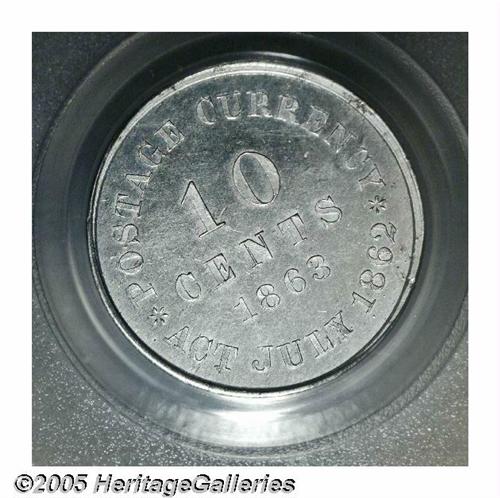 POSTAGE CURRENCY
10
CENTS
1863
* ACT JULY 1862 *
©2005 HeritageGalleries